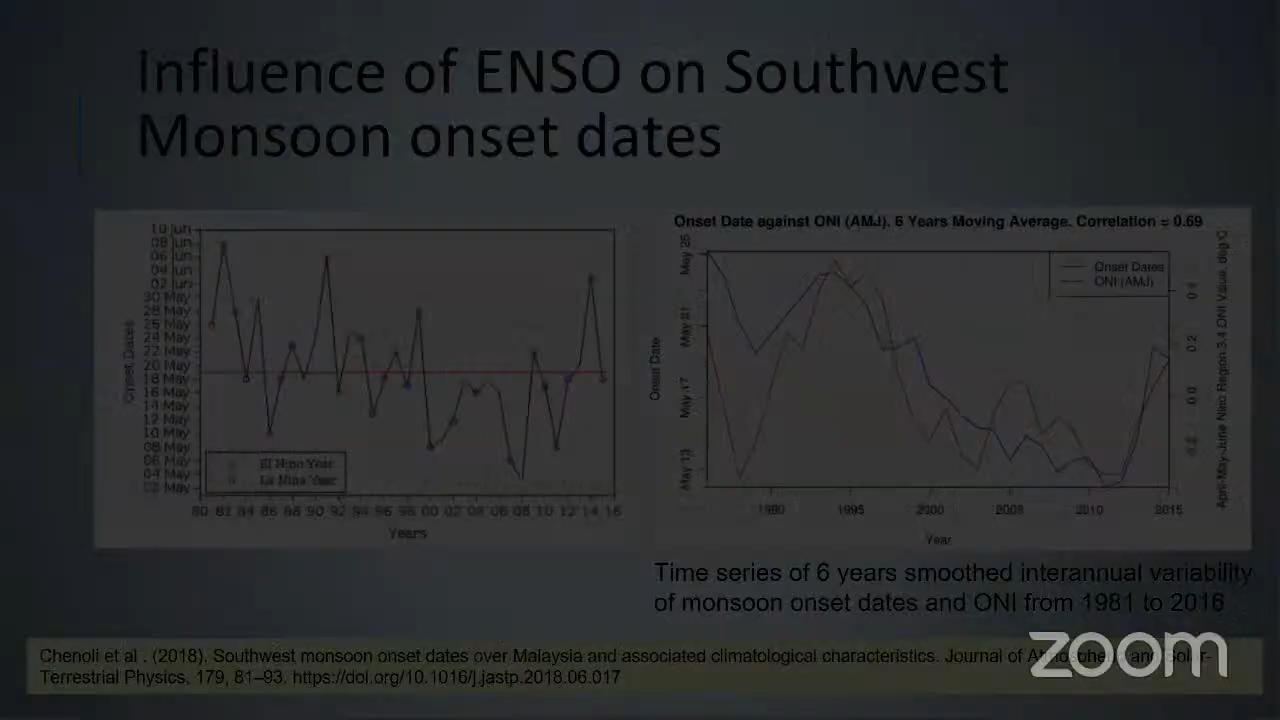 Influence of ENSO on Southwest
Monsoon onset dates
10 Jun
08 Jun
06 Jun
04 Jun
02 Jun
30 May
28 May
26 May
24 May
22 May
20 May
18 May
16 May
14 May
12 May
10 May
08 May
06 May
04 May
02 May
Onset Dates
El Nino Year
La Nina Year
80 82 84 86 88 90 92 94 96 98 00 02 04 06 08 10 12 14 16
Years
Onset Date against ONI (AMJ). 6 Years Moving Average. Correlation = 0.69
May 25
May 21
May 17
May 13
Onset Date
Onset Dates
ONI (AMJ)
0.2
0.0
-0.2
April-May-June Nino Region 3.4 ONI Value, deg C
1990 1995 2000 2005 2010 2015
Year
Time series of 6 years smoothed interannual variability
of monsoon onset dates and ONI from 1981 to 2016
Chenoli et al . (2018). Southwest monsoon onset dates over Malaysia and associated climatological characteristics. Journal of Atmospheric and Solar-
Terrestrial Physics, 179, 81–93. https://doi.org/10.1016/j.jastp.2018.06.017
zoom